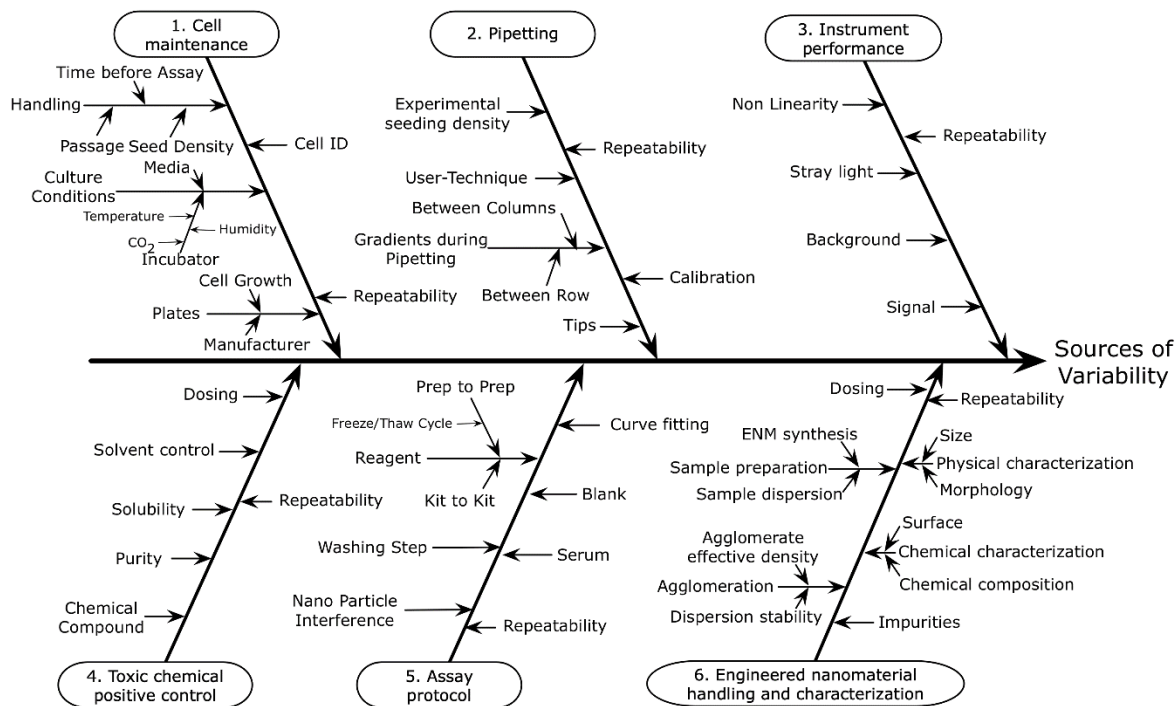 1. Cell
maintenance
Time before Assay
Handling
Passage Seed Density
Cell ID
Media
Culture
Conditions
Temperature
Humidity
CO2
Incubator
Cell Growth
Repeatability
Plates
Manufacturer
2. Pipetting
Experimental
seeding density
Repeatability
User-Technique
Between Columns
Gradients during
Pipetting
Between Row
Calibration
Tips
3. Instrument
performance
Non Linearity
Repeatability
Stray light
Background
Signal
Sources of
Variability
Dosing
Solvent control
Repeatability
Solubility
Purity
Chemical
Compound
4. Toxic chemical
positive control
Prep to Prep
Freeze/Thaw Cycle
Curve fitting
Reagent
Kit to Kit
Blank
Washing Step
Serum
Nano Particle
Interference
Repeatability
5. Assay
protocol
Dosing
Repeatability
ENM synthesis
Size
Sample preparation
Physical characterization
Sample dispersion
Morphology
Surface
Agglomerate
effective density
Chemical characterization
Agglomeration
Chemical composition
Dispersion stability
Impurities
6. Engineered nanomaterial
handling and characterization